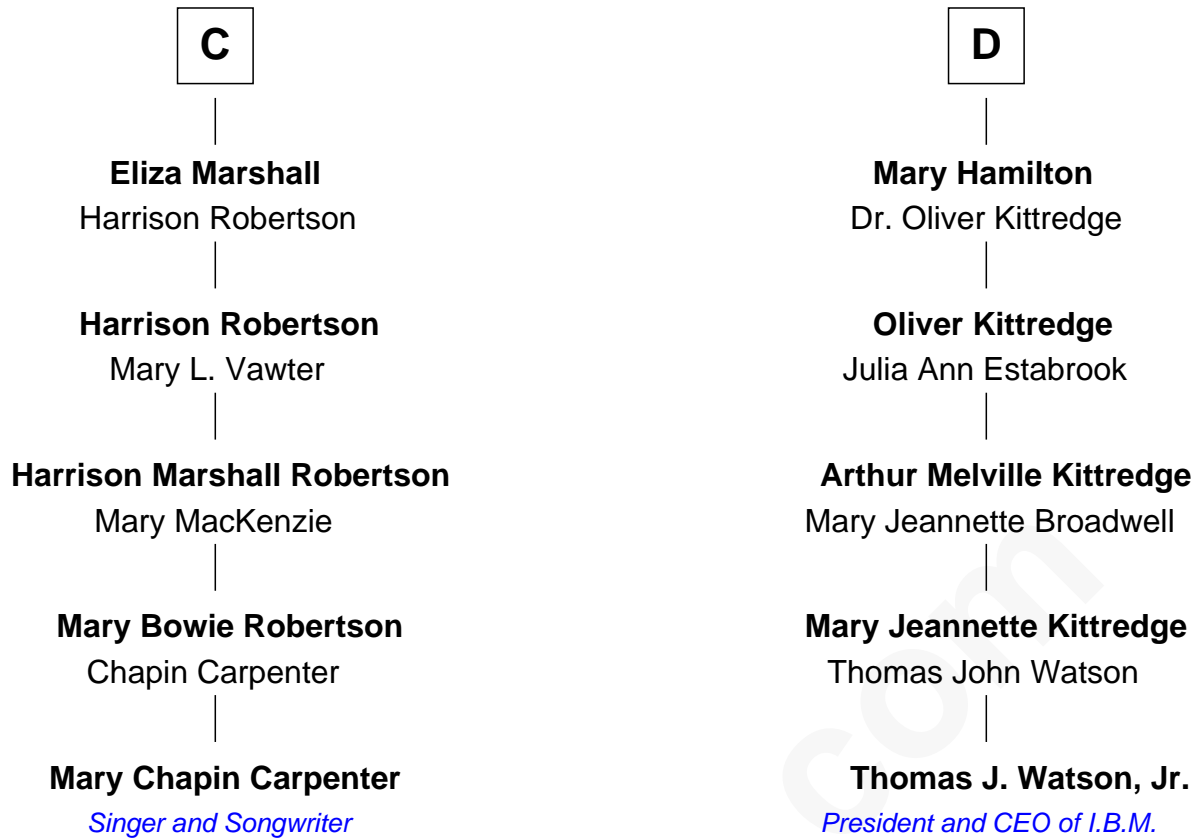 C
Eliza Marshall
Harrison Robertson
Harrison Robertson
Mary L. Vawter
Harrison Marshall Robertson
Mary MacKenzie
Mary Bowie Robertson
Chapin Carpenter
Mary Chapin Carpenter
Singer and Songwriter
D
Mary Hamilton
Dr. Oliver Kittredge
Oliver Kittredge
Julia Ann Estabrook
Arthur Melville Kittredge
Mary Jeannette Broadwell
Mary Jeannette Kittredge
Thomas John Watson
Thomas J. Watson, Jr.
President and CEO of I.B.M.
com